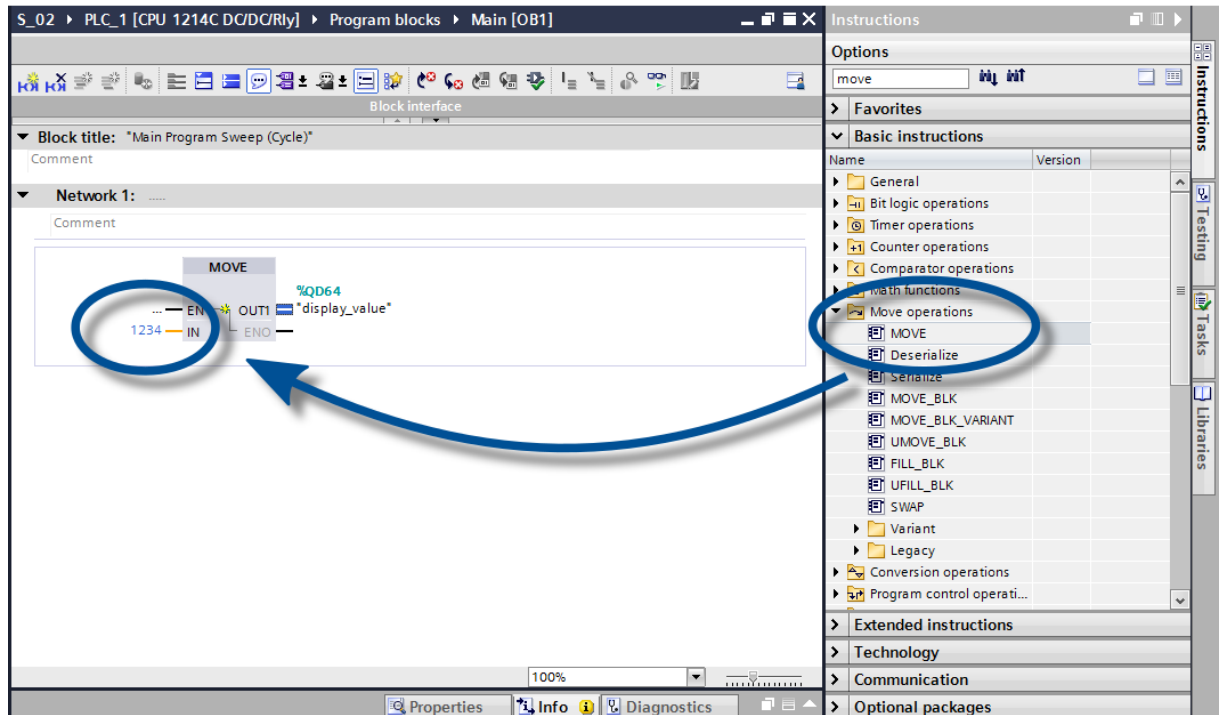 S_02 ▸ PLC_1 [CPU 1214C DC/DC/Rly] ▸ Program blocks ▸ Main [OB1]
Block interface
Block title: "Main Program Sweep (Cycle)"
Comment
Network 1: .....
Comment
MOVE
%QD64
"display_value"
... EN OUT1
1234 IN ENO
100%
Properties Info Diagnostics
Instructions
Options
move
Favorites
Basic instructions
Name Version
General
Bit logic operations
Timer operations
Counter operations
Comparator operations
Math functions
Move operations
MOVE
Deserialize
Serialize
MOVE_BLK
MOVE_BLK_VARIANT
UMOVE_BLK
FILL_BLK
UFILL_BLK
SWAP
Variant
Legacy
Conversion operations
Program control operati...
Extended instructions
Technology
Communication
Optional packages
Instructions
Testing
Tasks
Libraries